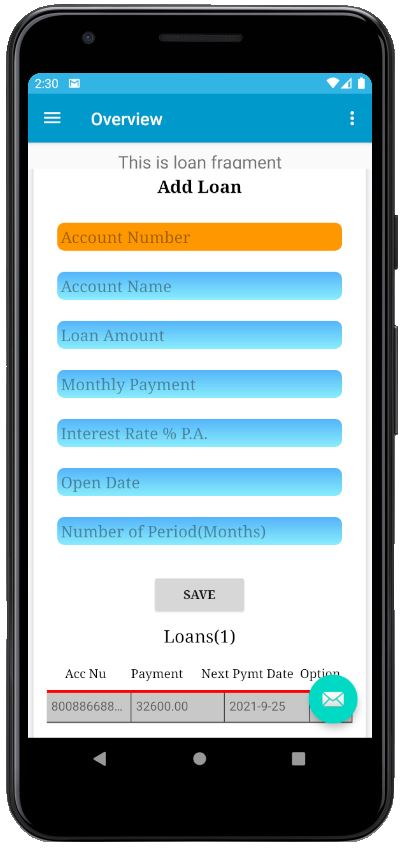 2:30
Overview
This is loan fragment
Add Loan
Account Number
Account Name
Loan Amount
Monthly Payment
Interest Rate % P.A.
Open Date
Number of Period(Months)
SAVE
Loans(1)
Acc Nu Payment Next Pymt Date Option
800886688... 32600.00 2021-9-25